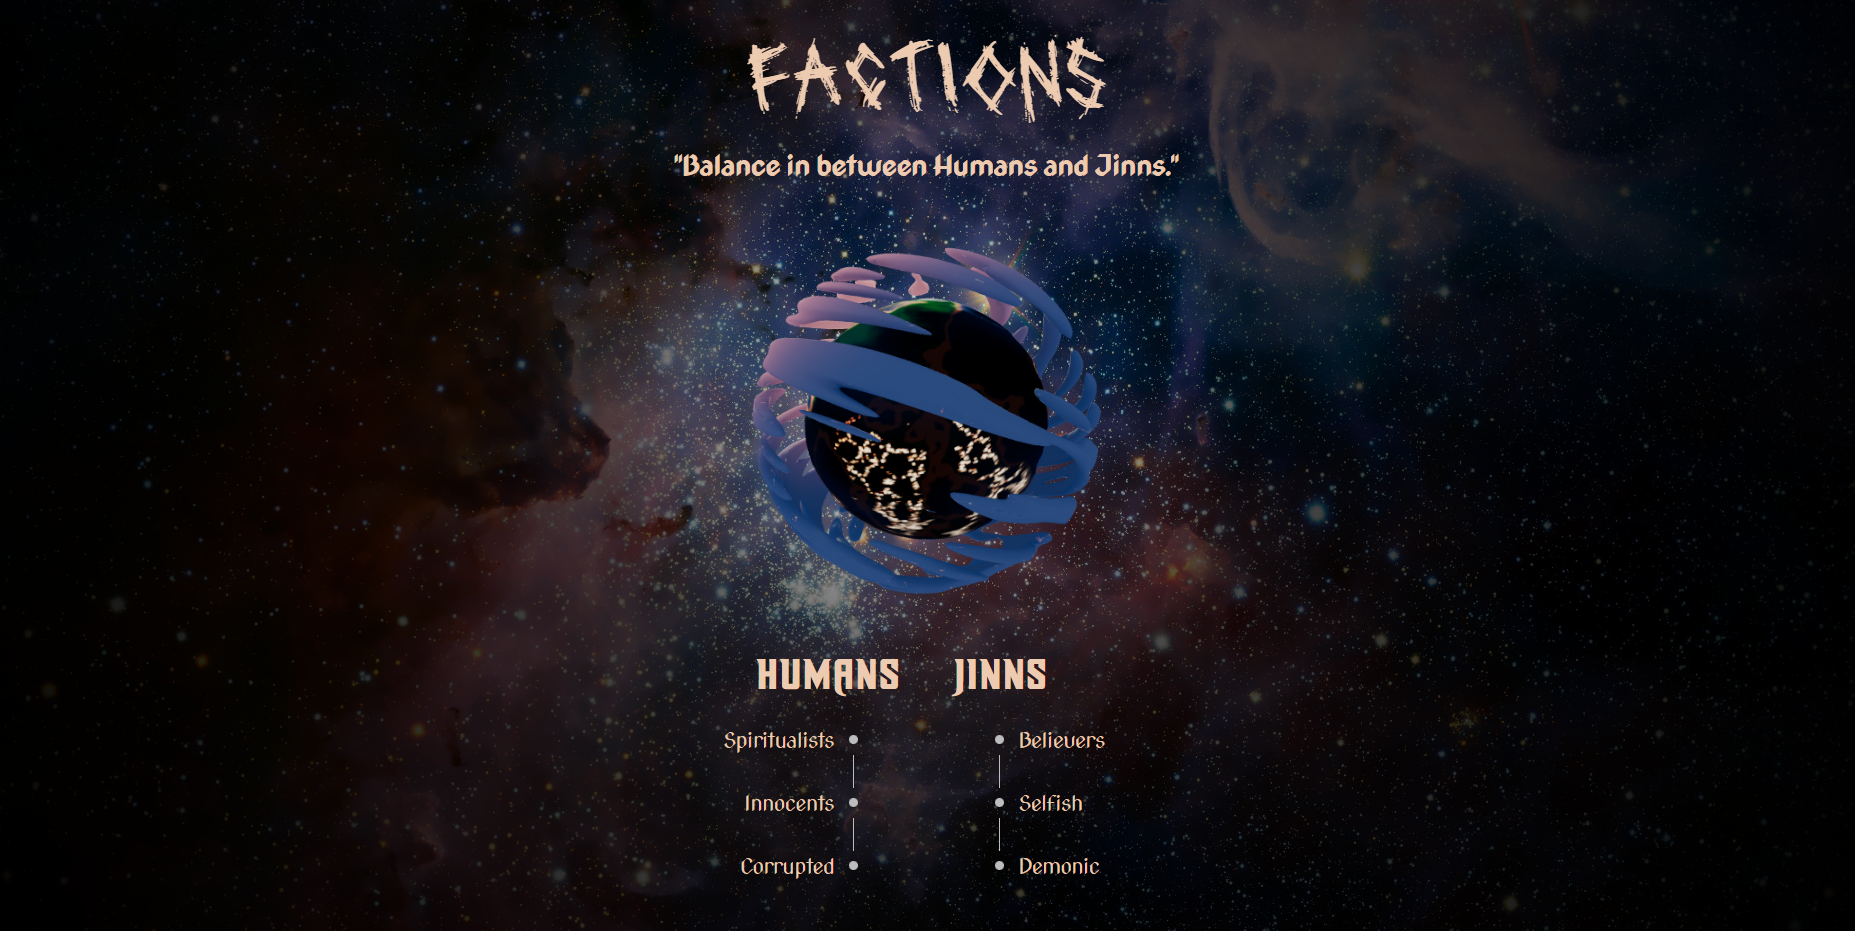 FACTIONS
"Balance in between Humans and Jinns."
HUMANS
Spiritualists
Innocents
Corrupted
JINNS
Believers
Selfish
Demonic